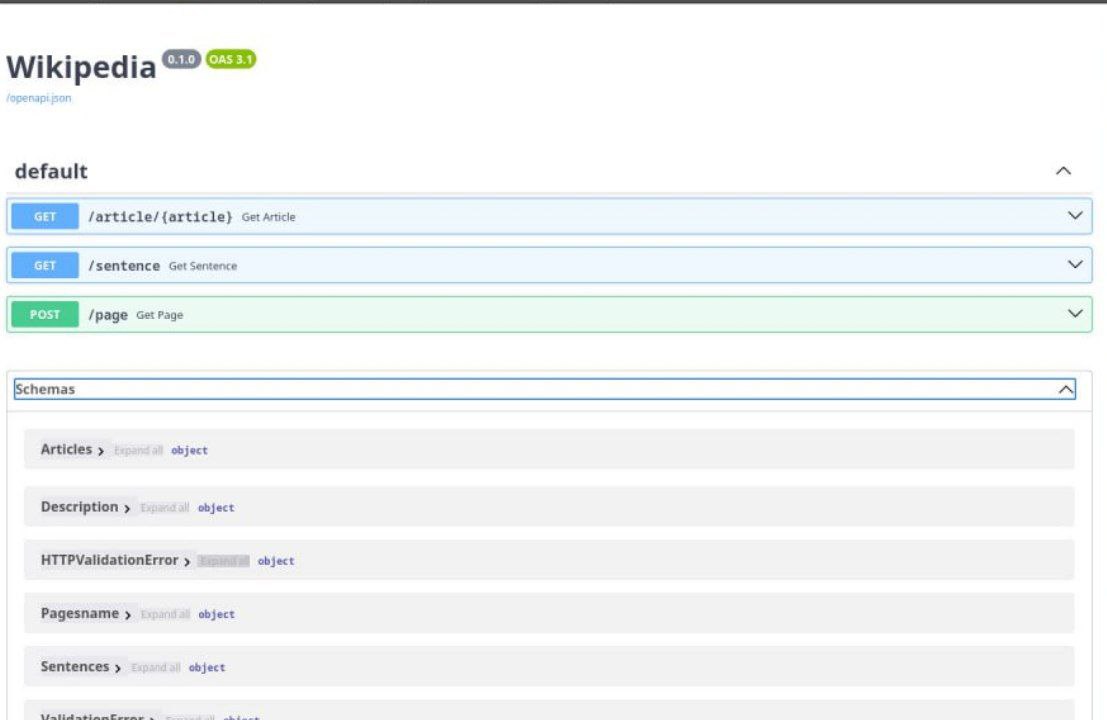 Wikipedia 0.1.0 OAS 3.1
/openapi.json
default
GET /article/{article} Get Article
GET /sentence Get Sentence
POST /page Get Page
Schemas
Articles Expand all object
Description Expand all object
HTTPValidationError Expand all object
Pagesname Expand all object
Sentences Expand all object
ValidationError Expand all object